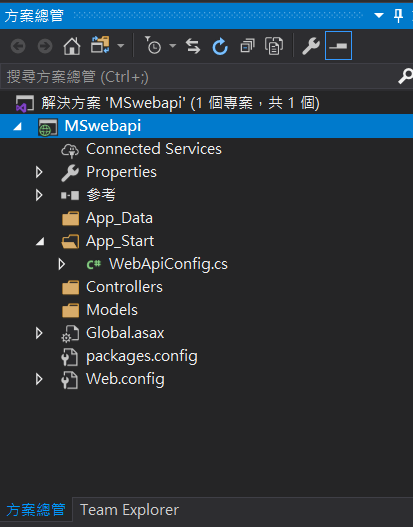 方案總管
搜尋方案總管 (Ctrl+;)
解決方案 'MSwebapi' (1 個專案，共 1 個)
MSwebapi
Connected Services
Properties
參考
App_Data
App_Start
C# WebApiConfig.cs
Controllers
Models
Global.asax
packages.config
Web.config
方案總管 Team Explorer